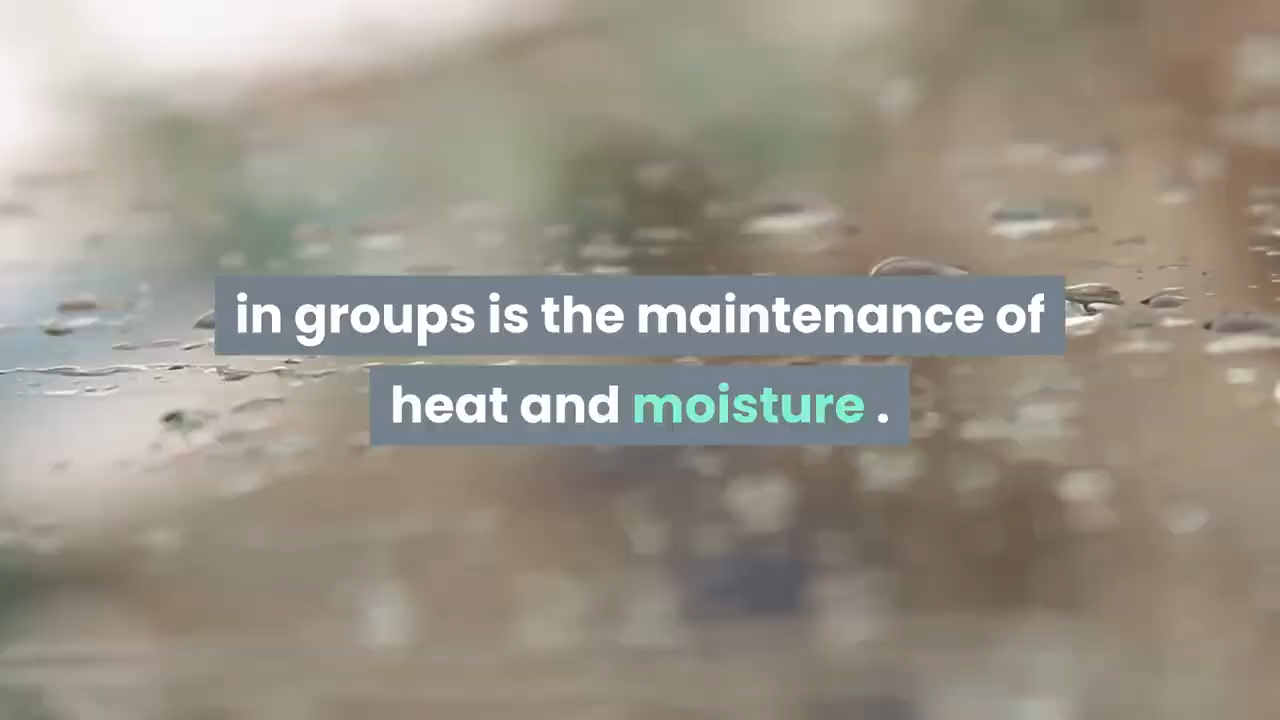 in groups is the maintenance of
heat and moisture .